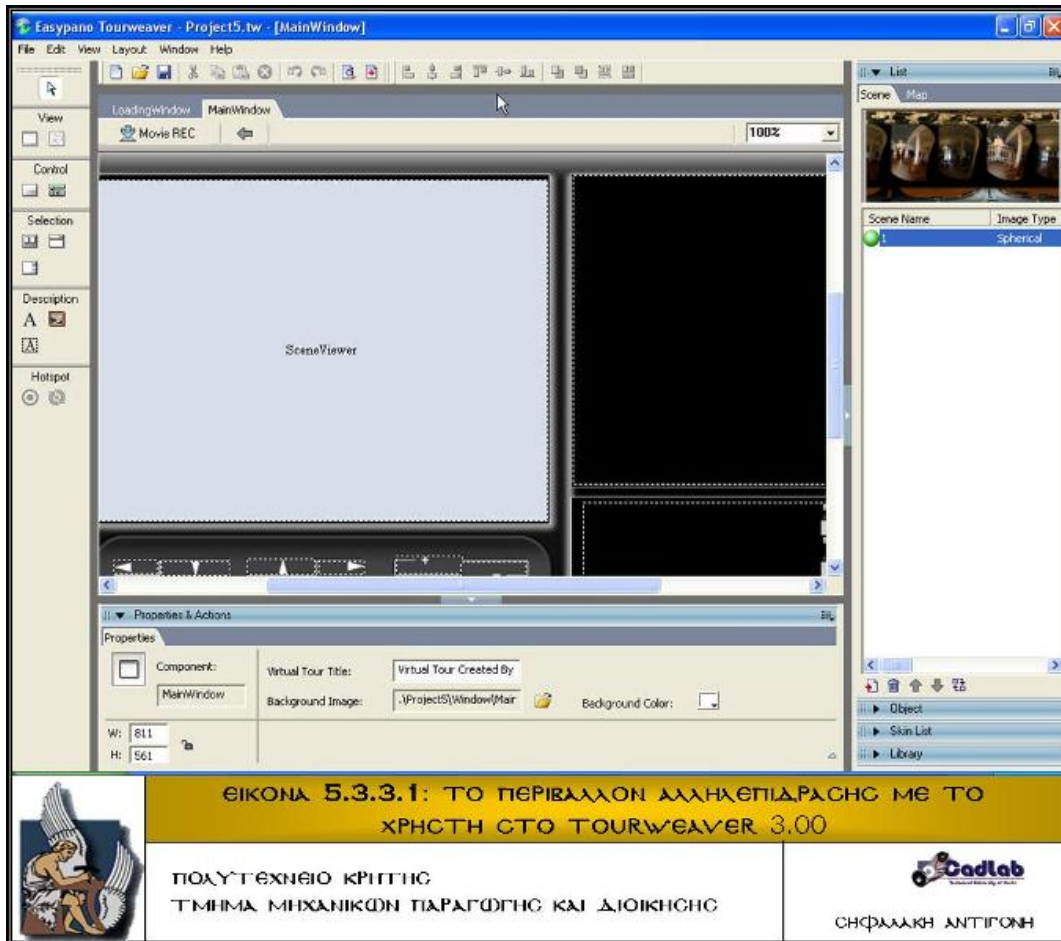 Easypano Tourweaver - Project5.tw - [MainWindow]
File Edit View Layout Window Help
LoadingWindow MainWindow
Movie REC
100%
View
Control
Selection
Description
A
A
Hotspot
SceneViewer
List
Scene Map
Scene Name Image Type
1 Spherical
Object
Skin List
Library
Properties & Actions
Properties
Component:
MainWindow
Virtual Tour Title: Virtual Tour Created By
Background Image: .\Project5\Window\Mair
Background Color:
W: 811
H: 561
ΕΙΚΟΝΑ 5.3.3.1: ΤΟ ΠΕΡΙΒΑΛΛΟΝ ΑΛΛΗΛΕΠΙΔΡΑΣΗΣ ΜΕ ΤΟ
ΧΡΗΣΤΗ ΣΤΟ TOURWEAVER 3.00
ΠΟΛΥΤΕΧΝΕΙΟ ΚΡΗΤΗΣ
ΤΜΗΜΑ ΜΗΧΑΝΙΚΩΝ ΠΑΡΑΓΩΓΗΣ ΚΑΙ ΔΙΟΙΚΗΣΗΣ
CadLab
ΣΗΦΑΛΑΚΗ ΑΝΤΙΓΟΝΗ